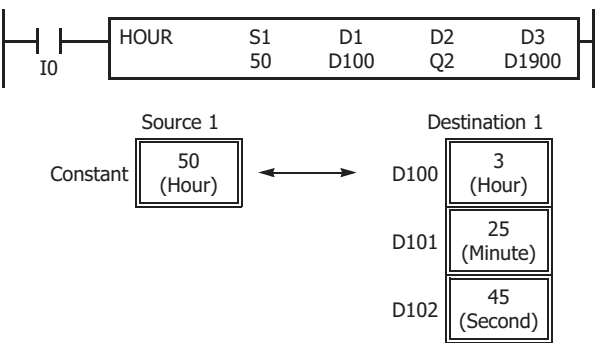 HOUR S1 D1 D2 D3
I0 50 D100 Q2 D1900
Source 1 Destination 1
Constant 50 (Hour) D100 3 (Hour)
D101 25 (Minute)
D102 45 (Second)